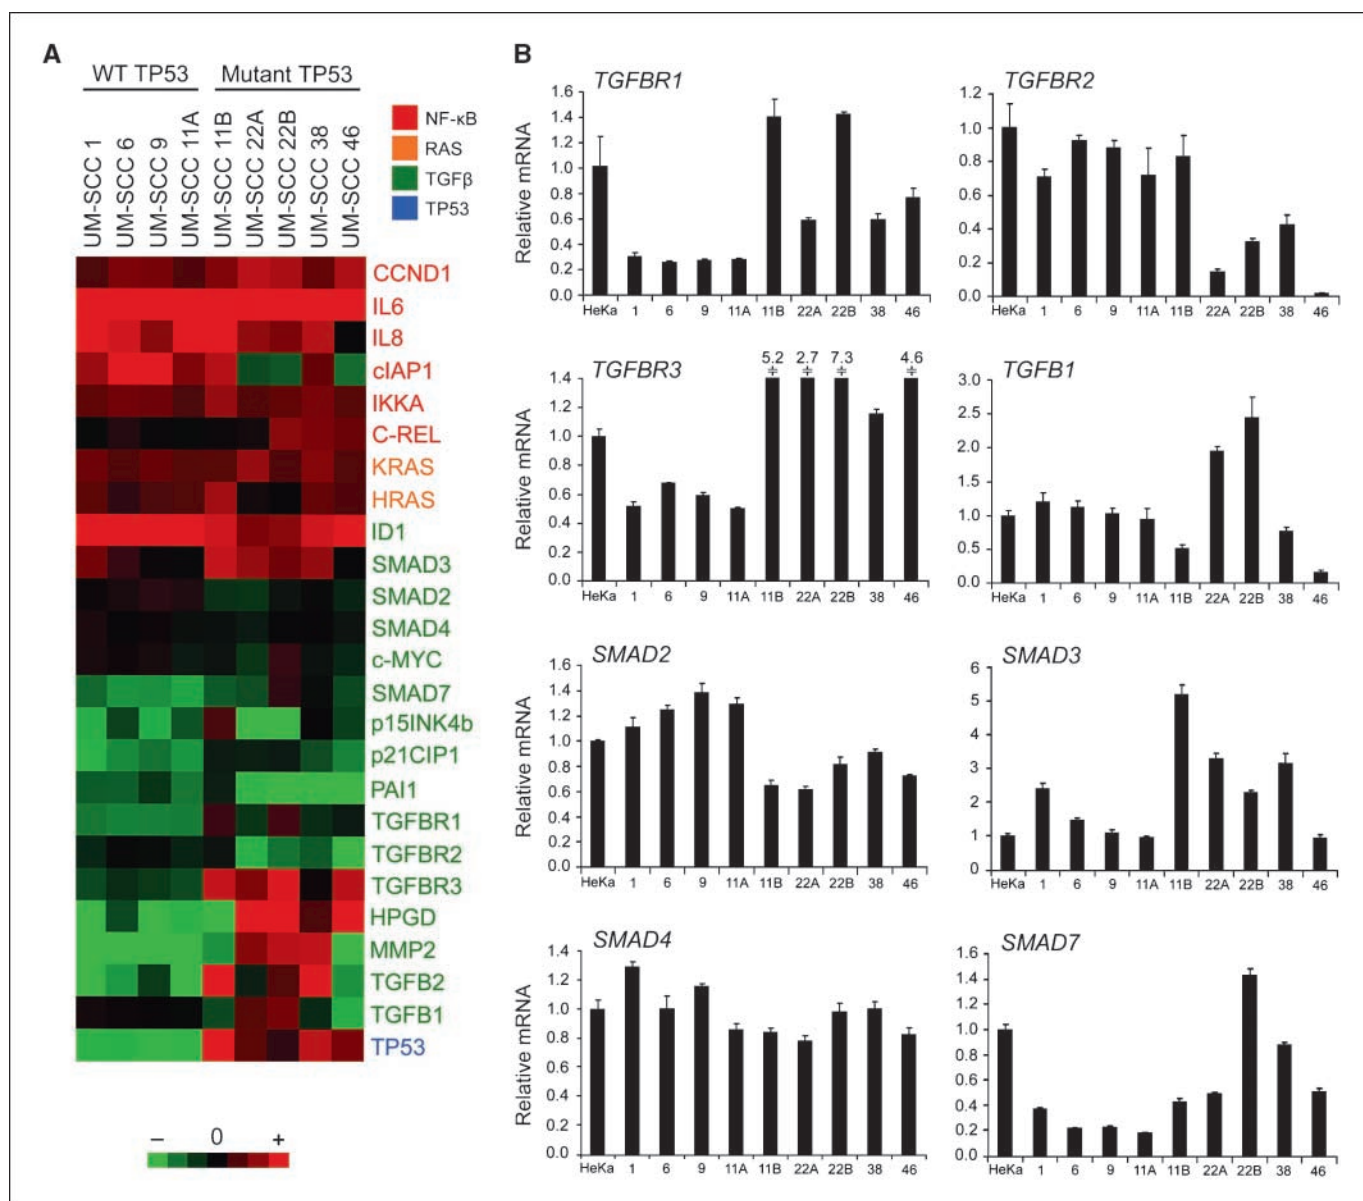 A
WT TP53 Mutant TP53
UM-SCC 1
UM-SCC 6
UM-SCC 9
UM-SCC 11A
UM-SCC 11B
UM-SCC 22A
UM-SCC 22B
UM-SCC 38
UM-SCC 46
NF-κB
RAS
TGFβ
TP53
CCND1
IL6
IL8
cIAP1
IKKA
C-REL
KRAS
HRAS
ID1
SMAD3
SMAD2
SMAD4
c-MYC
SMAD7
p15INK4b
p21CIP1
PAI1
TGFBR1
TGFBR2
TGFBR3
HPGD
MMP2
TGFB2
TGFB1
TP53
– 0 +
B
TGFBR1
Relative mRNA
1.6
1.4
1.2
1.0
0.8
0.6
0.4
0.2
0.0
HeKa 1 6 9 11A 11B 22A 22B 38 46
TGFBR2
1.2
1.0
0.8
0.6
0.4
0.2
0.0
HeKa 1 6 9 11A 11B 22A 22B 38 46
TGFBR3
5.2 2.7 7.3 4.6
Relative mRNA
1.4
1.2
1.0
0.8
0.6
0.4
0.2
0.0
HeKa 1 6 9 11A 11B 22A 22B 38 46
TGFB1
3.0
2.5
2.0
1.5
1.0
0.5
0.0
HeKa 1 6 9 11A 11B 22A 22B 38 46
SMAD2
Relative mRNA
1.6
1.4
1.2
1.0
0.8
0.6
0.4
0.2
0.0
HeKa 1 6 9 11A 11B 22A 22B 38 46
SMAD3
6
5
4
3
2
1
0
HeKa 1 6 9 11A 11B 22A 22B 38 46
SMAD4
Relative mRNA
1.4
1.2
1.0
0.8
0.6
0.4
0.2
0.0
HeKa 1 6 9 11A 11B 22A 22B 38 46
SMAD7
1.6
1.4
1.2
1.0
0.8
0.6
0.4
0.2
0.0
HeKa 1 6 9 11A 11B 22A 22B 38 46